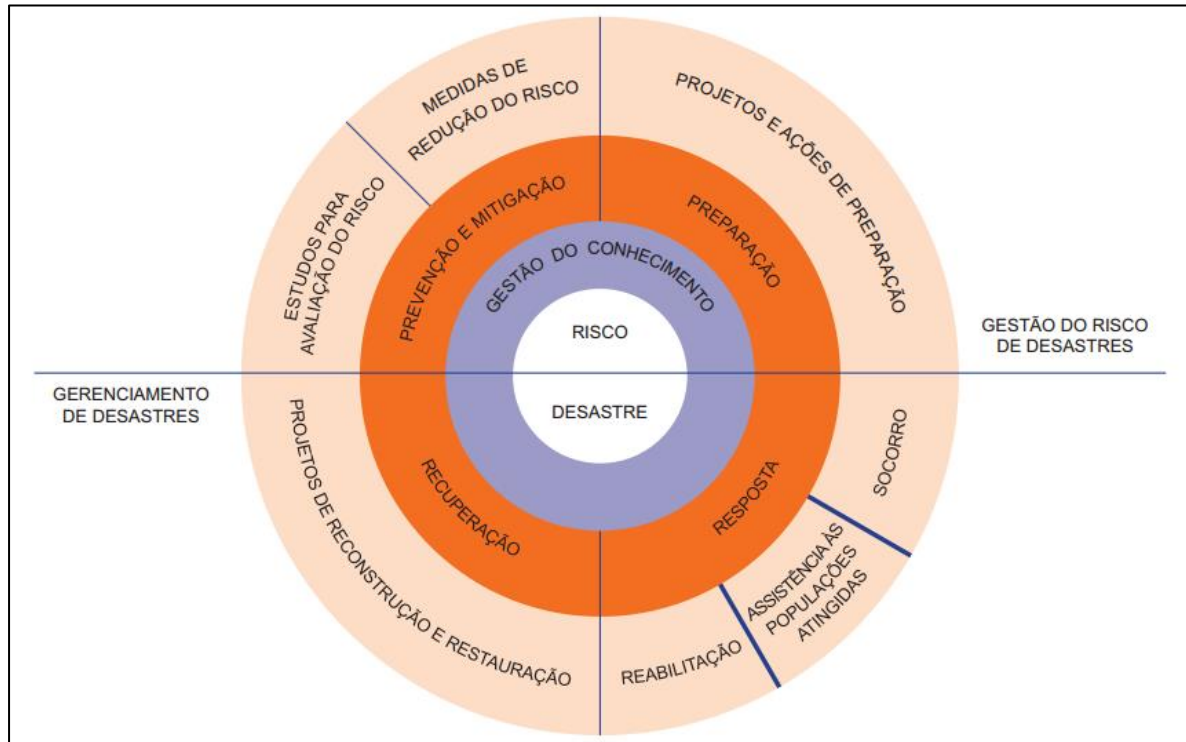 MEDIDAS DE
REDUÇÃO DO RISCO
PROJETOS E AÇÕES DE PREPARAÇÃO
ESTUDOS PARA
AVALIAÇÃO DO RISCO
PREVENÇÃO E MITIGAÇÃO
PREPARAÇÃO
GESTÃO DO CONHECIMENTO
RISCO
GESTÃO DO RISCO
DE DESASTRES
GERENCIAMENTO
DE DESASTRES
DESASTRE
PROJETOS DE RECONSTRUÇÃO E RESTAURAÇÃO
RECUPERAÇÃO
RESPOSTA
SOCORRO
ASSISTÊNCIA ÀS
POPULAÇÕES
ATINGIDAS
REABILITAÇÃO